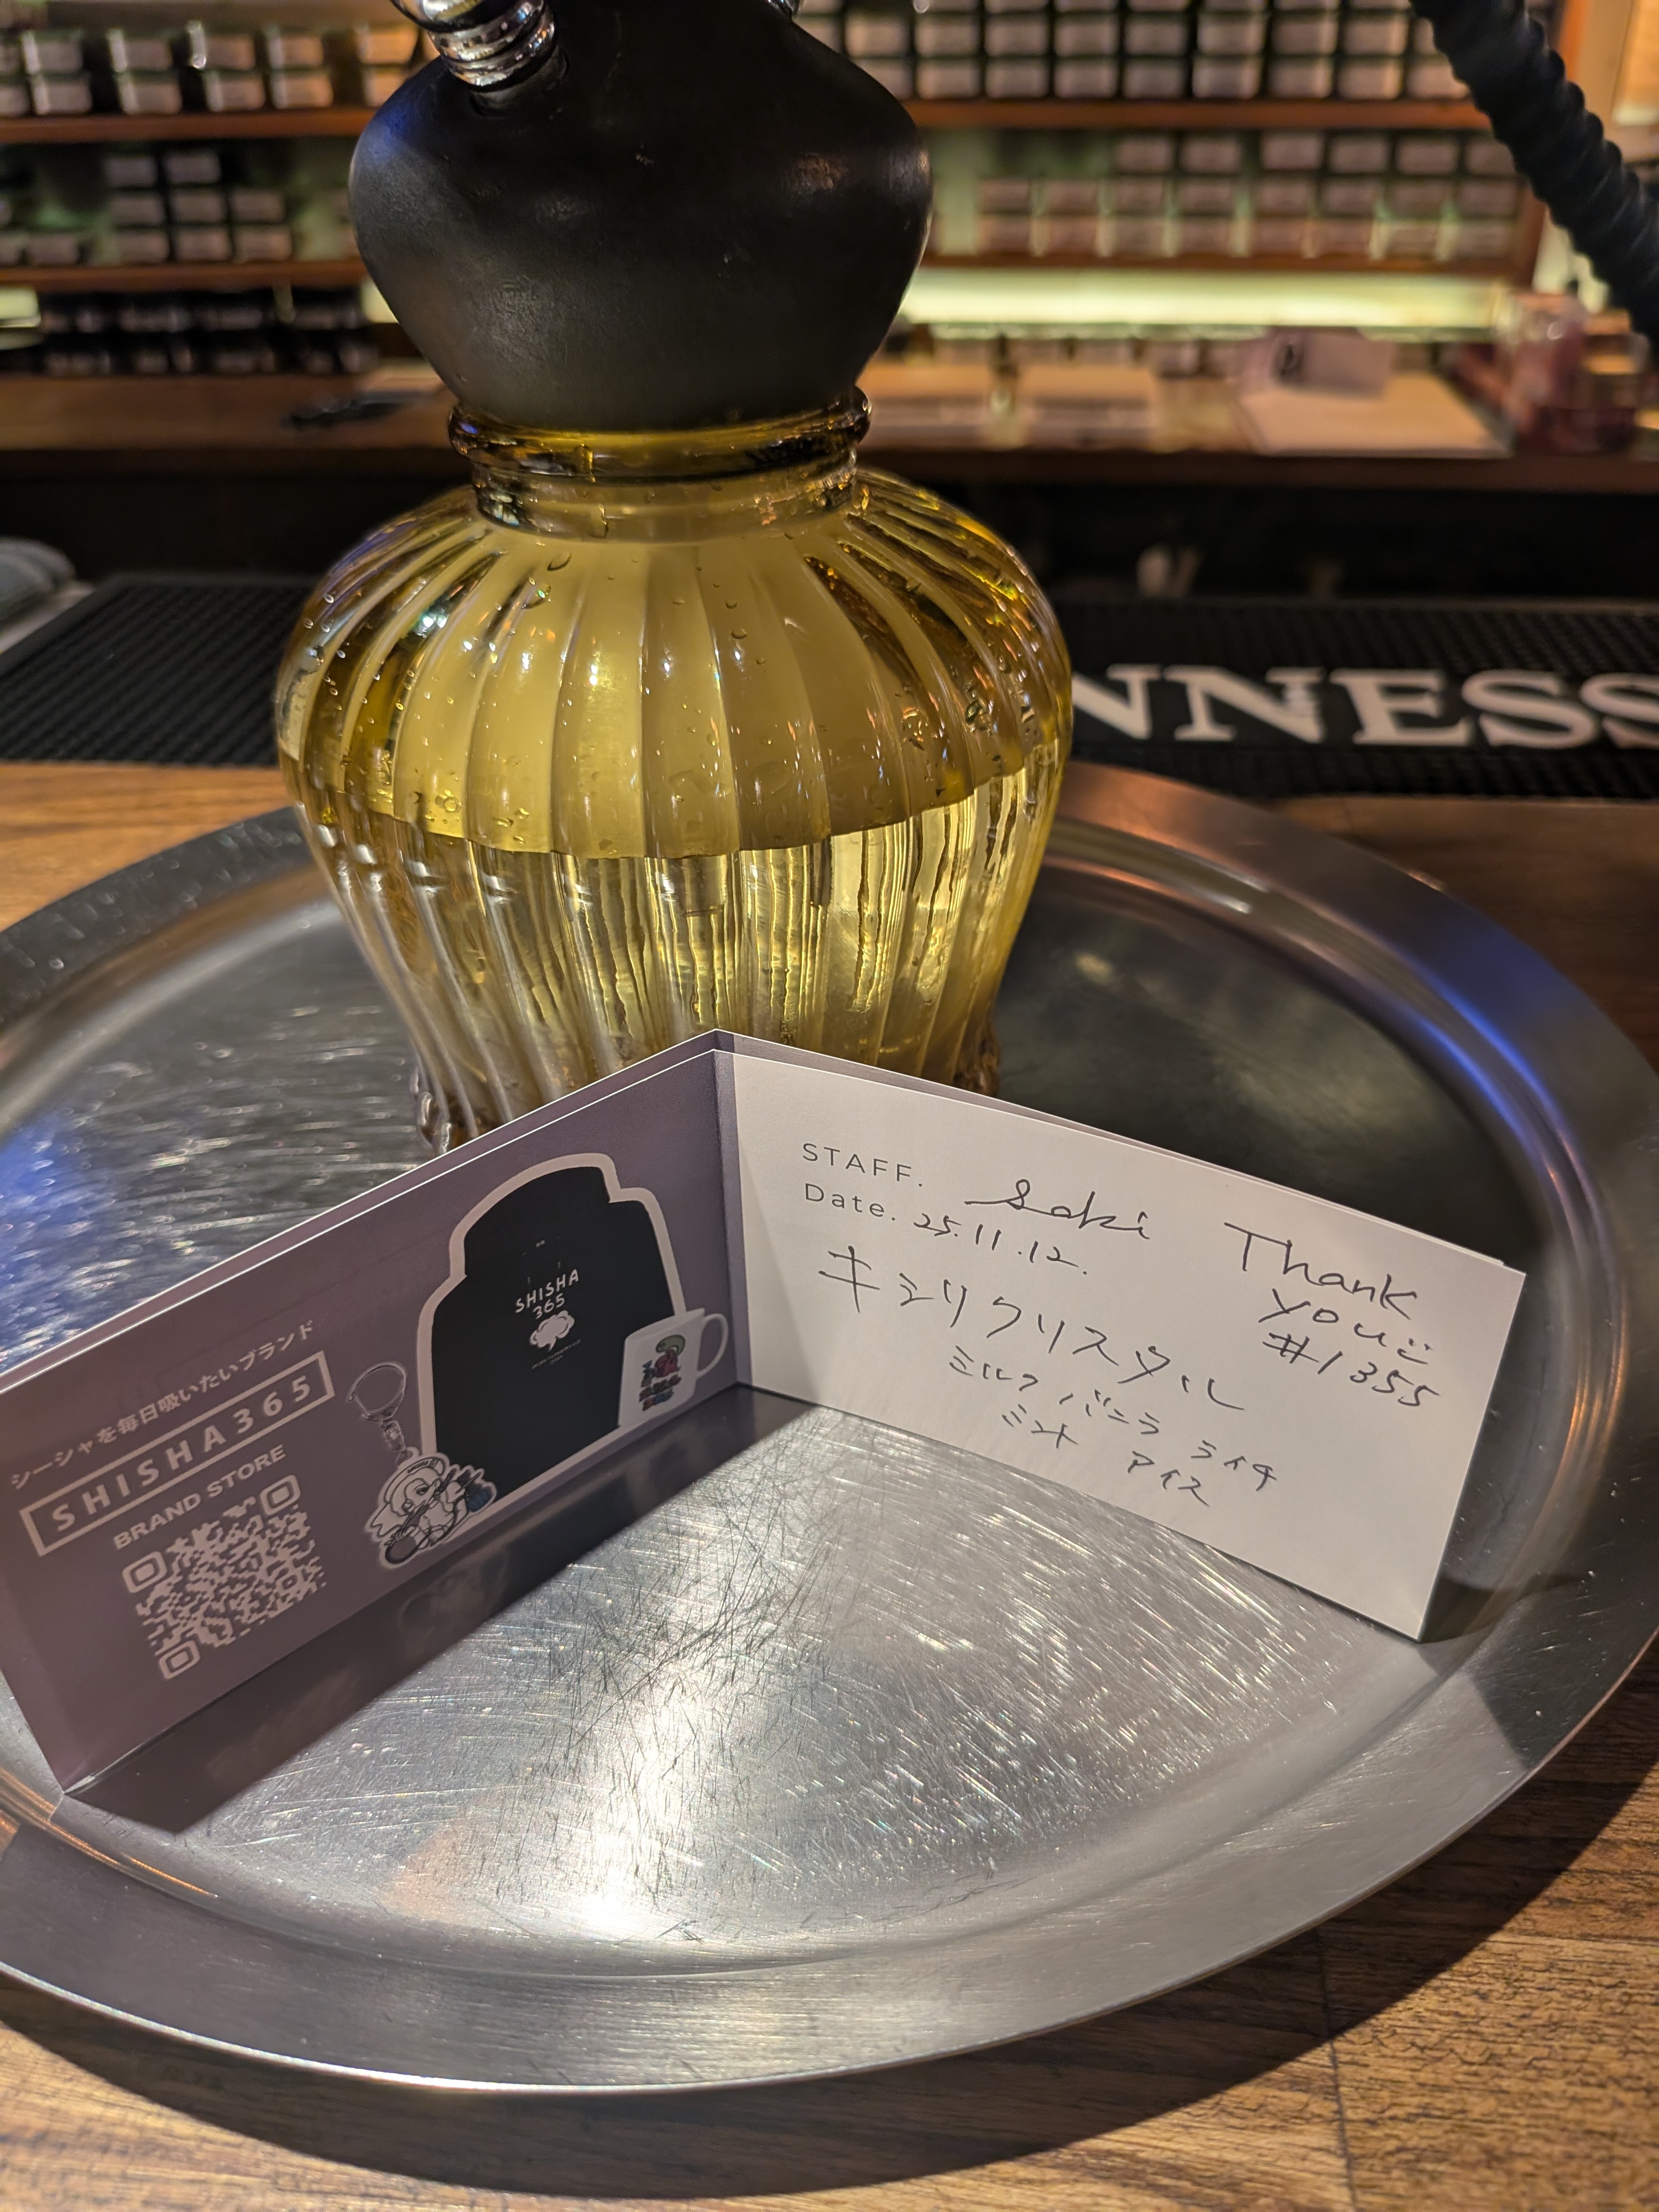 NNESS
STAFF. Saki
Date. 25.11.12.
Thank
you
#1355
キシリクリスタル
ミルク バニラ ライチ
ミント アイス
SHISHA
365
シーシャを毎日吸いたいブランド
SHISHA365
BRAND STORE